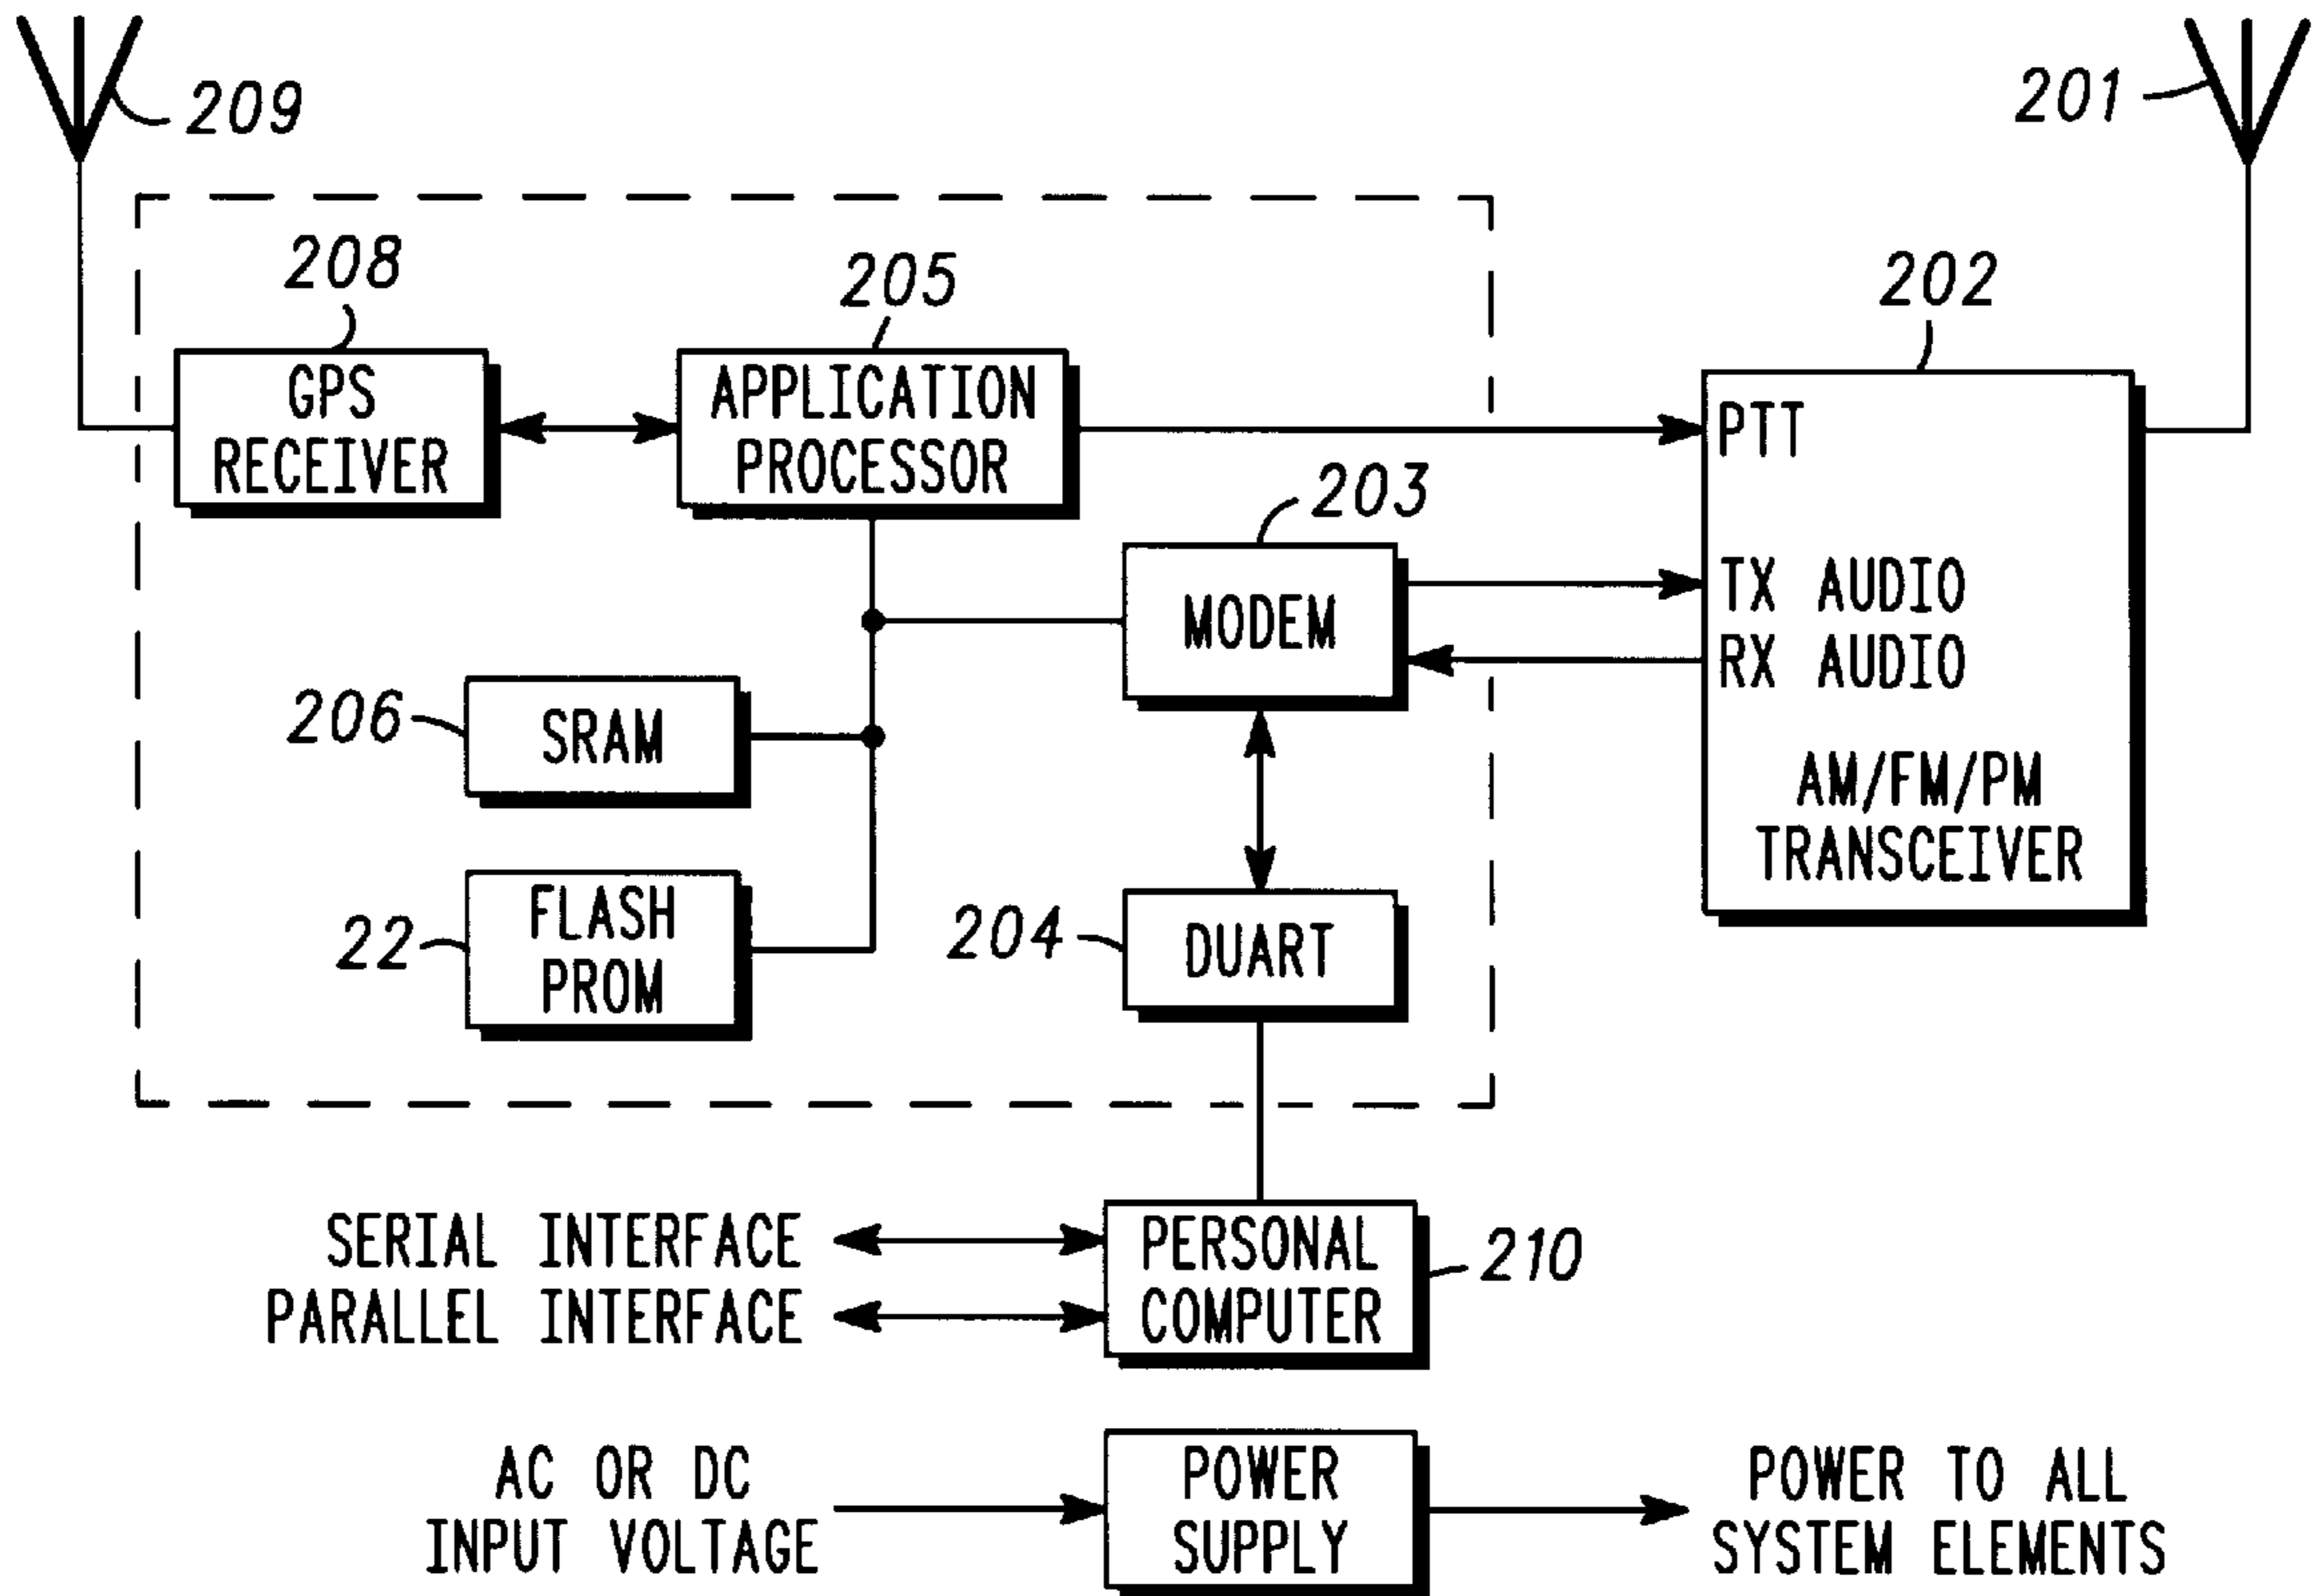 209
201
208
205
202
GPS
RECEIVER
APPLICATION
PROCESSOR
PTT
203
MODEM
TX AUDIO
RX AUDIO
206
SRAM
AM/FM/PM
TRANSCEIVER
22
FLASH
PROM
204
DUART
SERIAL INTERFACE
PARALLEL INTERFACE
PERSONAL
COMPUTER
210
AC OR DC
INPUT VOLTAGE
POWER
SUPPLY
POWER TO ALL
SYSTEM ELEMENTS